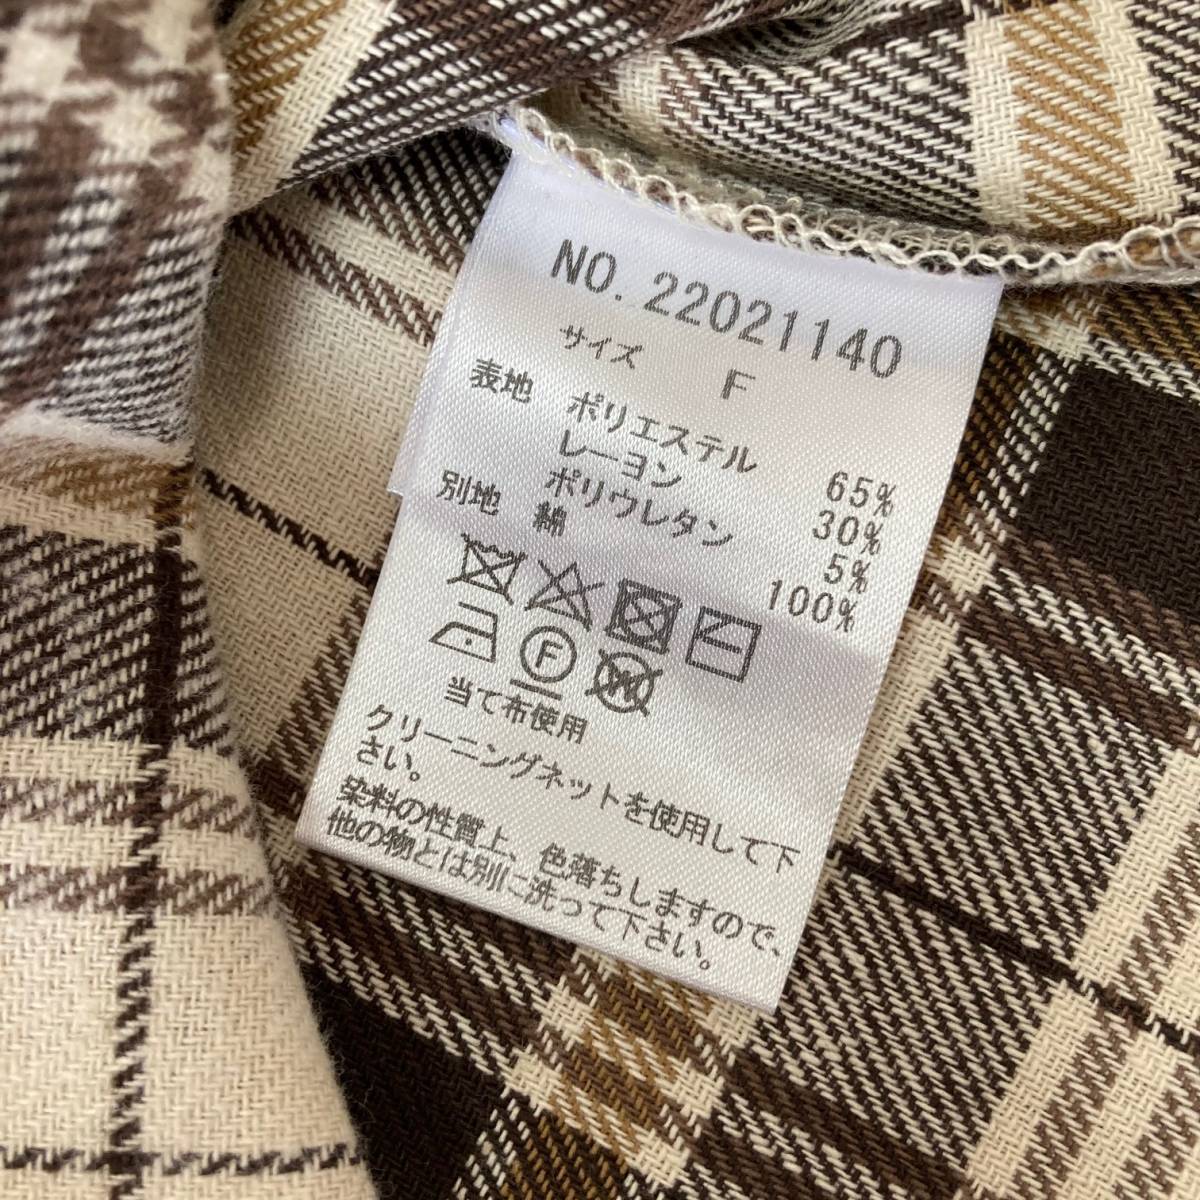 NO. 22021140
サイズ F
表地 ポリエステル 65%
レーヨン 30%
ポリウレタン 5%
別地 綿 100%
F
W
当て布使用
クリーニングネットを使用して下
さい。
染料の性質上、色落ちしますので、
他の物とは別に洗って下さい。